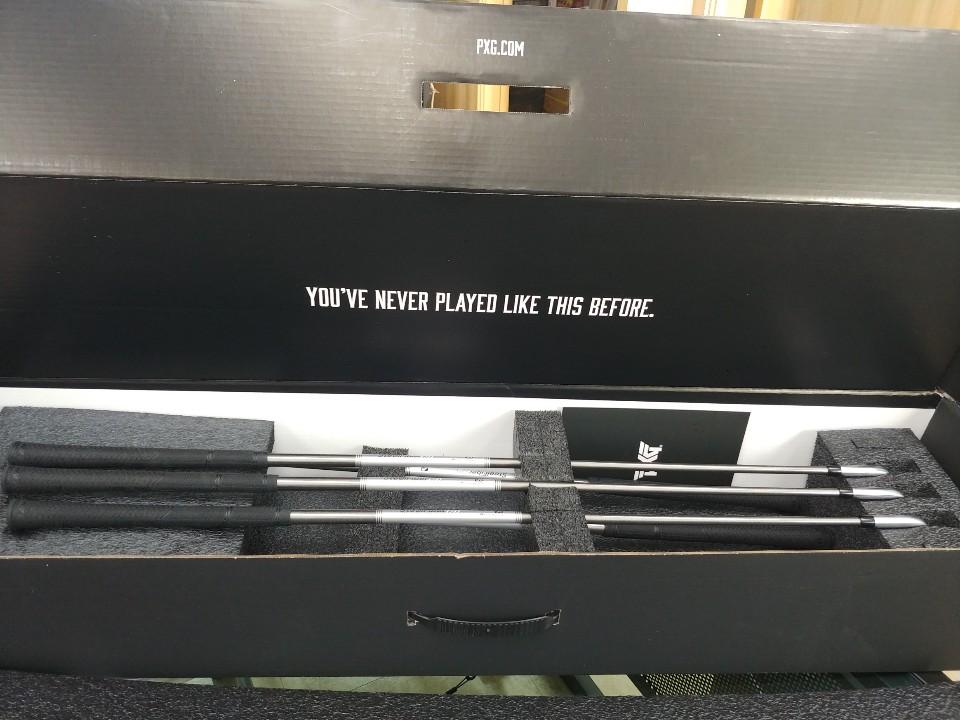 PXG.COM
YOU'VE NEVER PLAYED LIKE THIS BEFORE.